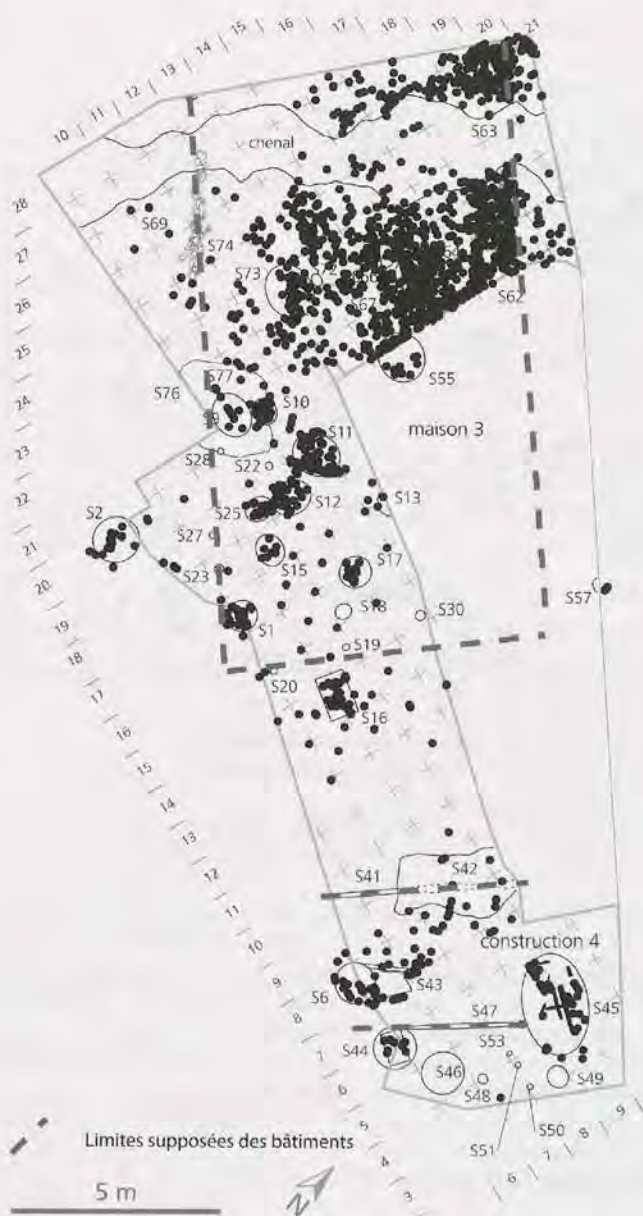 10 11 12 13 14 15 16 17 18 19 20 21
S63
chenal
28
S69
27
S74
S73
26
S67
S62
25
S77
S55
S76
24
S10
maison 3
23
S11
S28
S22
22
S2
S12
S13
S25
21
S27
S15
S17
20
S23
S57
S18
S30
19
S1
18
S19
S20
17
S16
16
15
14
13
12
S41
S42
11
10
construction 4
9
S43
S6
S45
8
S47
S44
S53
7
S46
S49
6
S48
S50
S51
5
4
3
6 7 8 9
Limites supposées des bâtiments
5 m
N